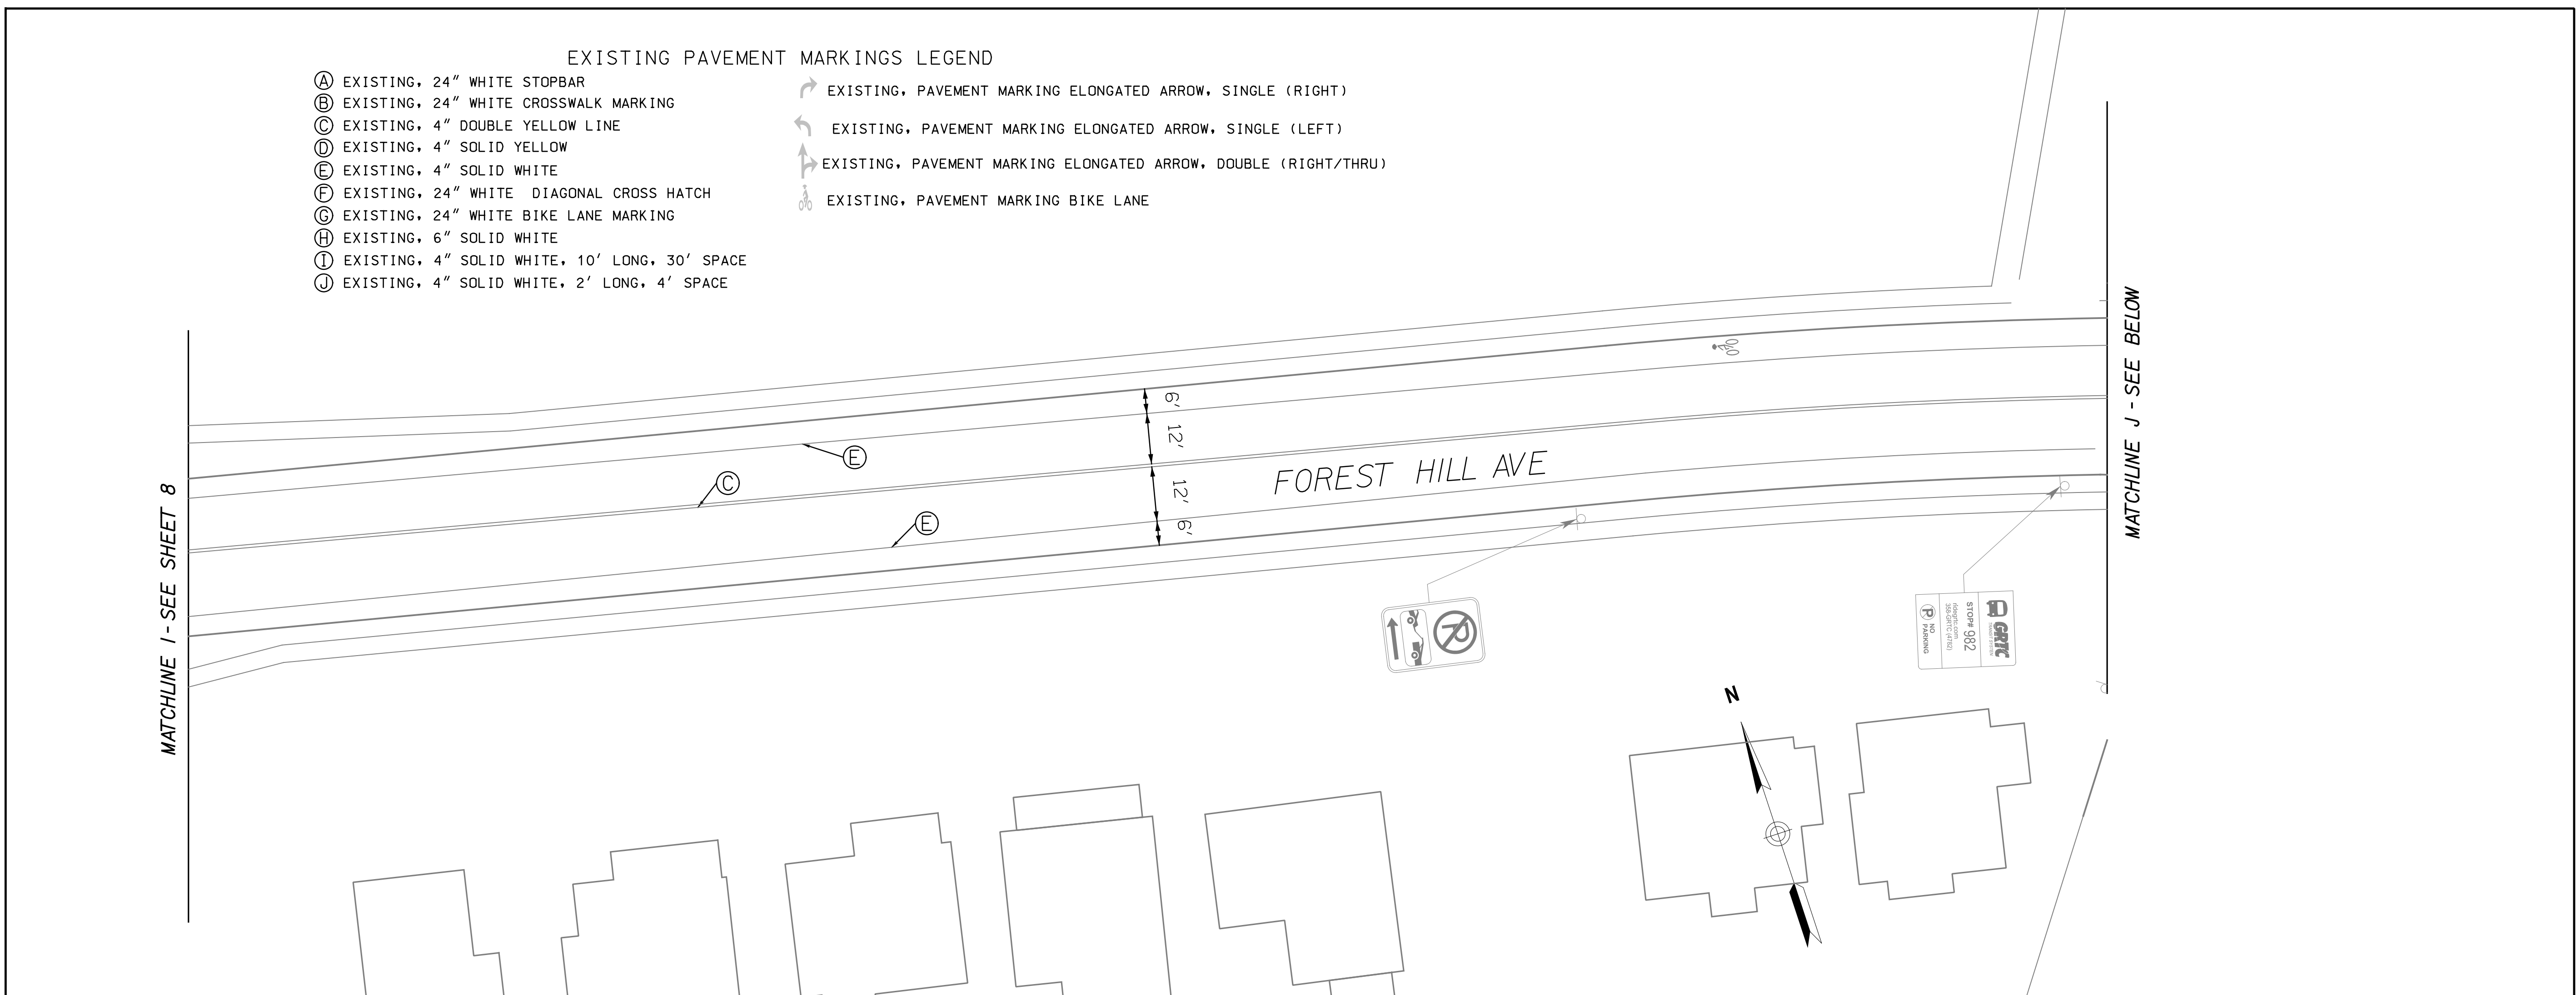 EXISTING PAVEMENT MARKINGS LEGEND
A EXISTING, 24" WHITE STOPBAR
B EXISTING, 24" WHITE CROSSWALK MARKING
C EXISTING, 4" DOUBLE YELLOW LINE
D EXISTING, 4" SOLID YELLOW
E EXISTING, 4" SOLID WHITE
F EXISTING, 24" WHITE DIAGONAL CROSS HATCH
G EXISTING, 24" WHITE BIKE LANE MARKING
H EXISTING, 6" SOLID WHITE
I EXISTING, 4" SOLID WHITE, 10' LONG, 30' SPACE
J EXISTING, 4" SOLID WHITE, 2' LONG, 4' SPACE
EXISTING, PAVEMENT MARKING ELONGATED ARROW, SINGLE (RIGHT)
EXISTING, PAVEMENT MARKING ELONGATED ARROW, SINGLE (LEFT)
EXISTING, PAVEMENT MARKING ELONGATED ARROW, DOUBLE (RIGHT/THRU)
EXISTING, PAVEMENT MARKING BIKE LANE
MATCHLINE I-SEE SHEET 8
MATCHLINE J-SEE BELOW
6'
12'
12'
6'
E
C
E
FOREST HILL AVE
P
GRTC
STOP# 982
ridegrtc.com
358-GRTC (4782)
P
NO
PARKING
N